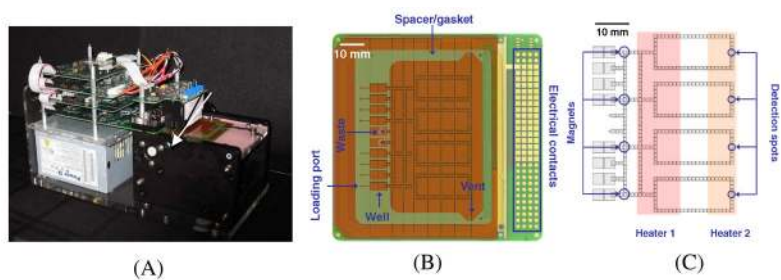 Spacer/gasket
10 mm
Waste
Loading port
Well
Vent
Electrical contacts
10 mm
Magnets
Detection spots
Heater 1
Heater 2
(A)
(B)
(C)